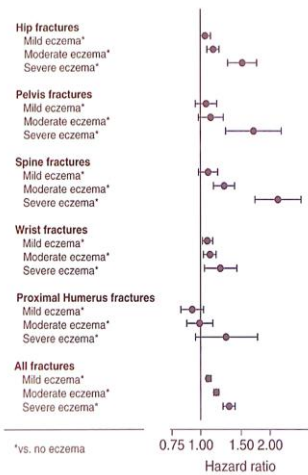 Hip fractures
Mild eczema*
Moderate eczema*
Severe eczema*
Pelvis fractures
Mild eczema*
Moderate eczema*
Severe eczema*
Spine fractures
Mild eczema*
Moderate eczema*
Severe eczema*
Wrist fractures
Mild eczema*
Moderate eczema*
Severe eczema*
Proximal Humerus fractures
Mild eczema*
Moderate eczema*
Severe eczema*
All fractures
Mild eczema*
Moderate eczema*
Severe eczema*
*vs. no eczema
0.75 1.00 1.50 2.00
Hazard ratio